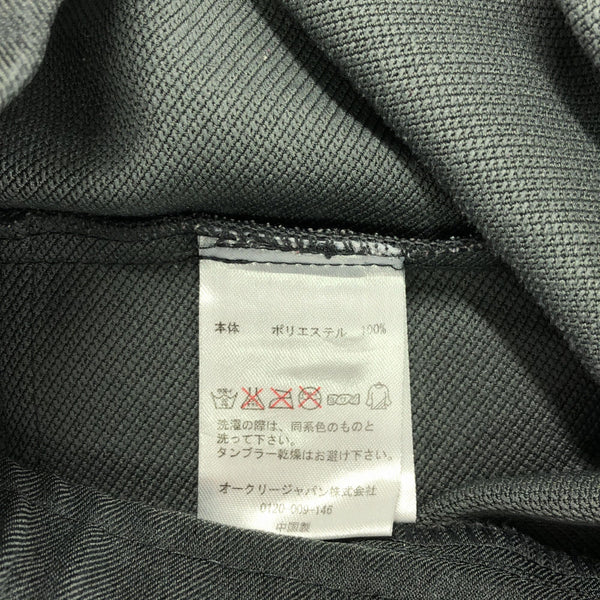 本体 ポリエステル 100%
洗濯の際は、同系色のものと
洗って下さい。
タンブラー乾燥はお避け下さい。
オークリージャパン株式会社
0120-009-146
中国製